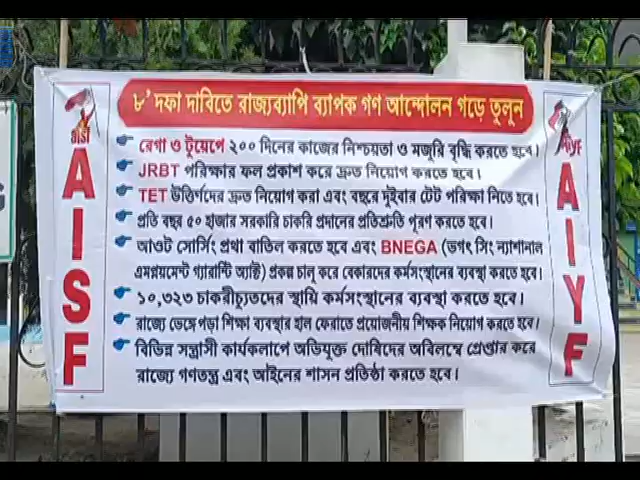 ৮' দফা দাবিতে রাজ্যব্যাপি ব্যাপক গণ আন্দোলন গড়ে তুলুন
aisf
AISF
রেগা ও টুয়েপে ২০০ দিনের কাজের নিশ্চয়তা ও মজুরি বৃদ্ধি করতে হবে।
JRBT পরিক্ষার ফল প্রকাশ করে দ্রুত নিয়োগ করতে হবে।
TET উত্তির্ণদের দ্রুত নিয়োগ করা এবং বছরে দুইবার টেট পরিক্ষা নিতে হবে।
প্রতি বছর ৫০ হাজার সরকারি চাকরি প্রদানের প্রতিশ্রুতি পূরণ করতে হবে।
আওট সোর্সিং প্রথা বাতিল করতে হবে এবং BNEGA (ভগৎ সিং ন্যাশানাল
এমপ্লয়মেন্ট গ্যারান্টি অ্যাক্ট) প্রকল্প চালু করে বেকারদের কর্মসংস্থানের ব্যবস্থা করতে হবে।
১০,৩২৩ চাকরীচ্যুতদের স্থায়ি কর্মসংস্থানের ব্যবস্থা করতে হবে।
রাজ্যে ভেঙ্গে পড়া শিক্ষা ব্যবস্থার হাল ফেরাতে প্রয়োজনীয় শিক্ষক নিয়োগ করতে হবে।
বিভিন্ন সন্ত্রাসী কার্যকলাপে অভিযুক্ত দোষিদের অবিলম্বে গ্রেপ্তার করে
রাজ্যে গণতন্ত্র এবং আইনের শাসন প্রতিষ্ঠা করতে হবে।
AIYF